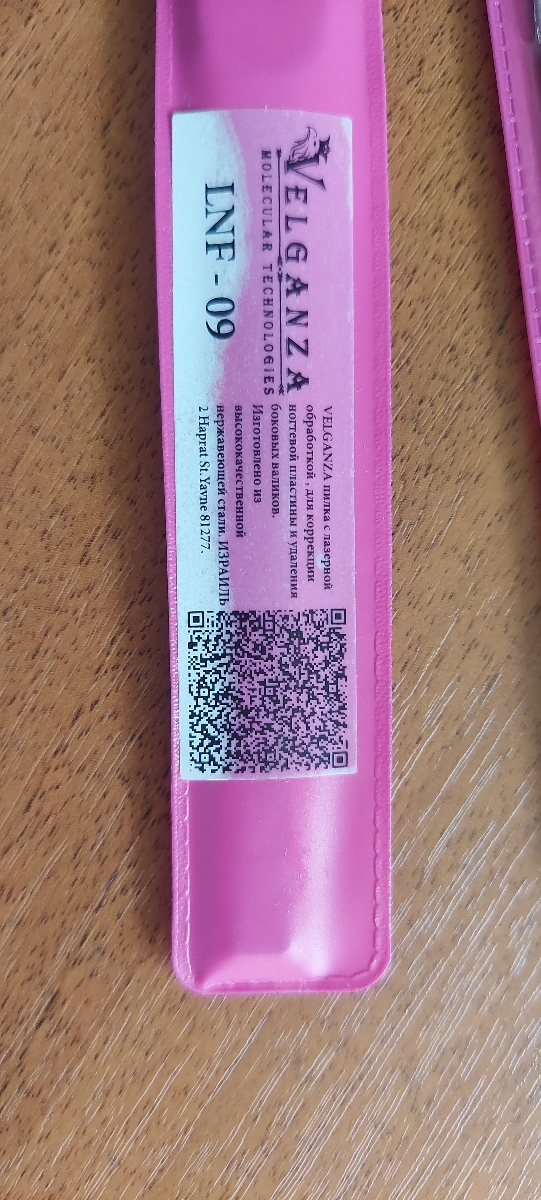 VELGANZA
MOLECULAR TECHNOLOGIES
LNF - 09
VELGANZA пилка с лазерной
обработкой , для коррекции
ногтевой пластины и удаления
боковых валиков.
Изготовлено из
высококачественной
нержавеющей стали. ИЗРАИЛЬ
2 Haprat St. Yavne 81277.